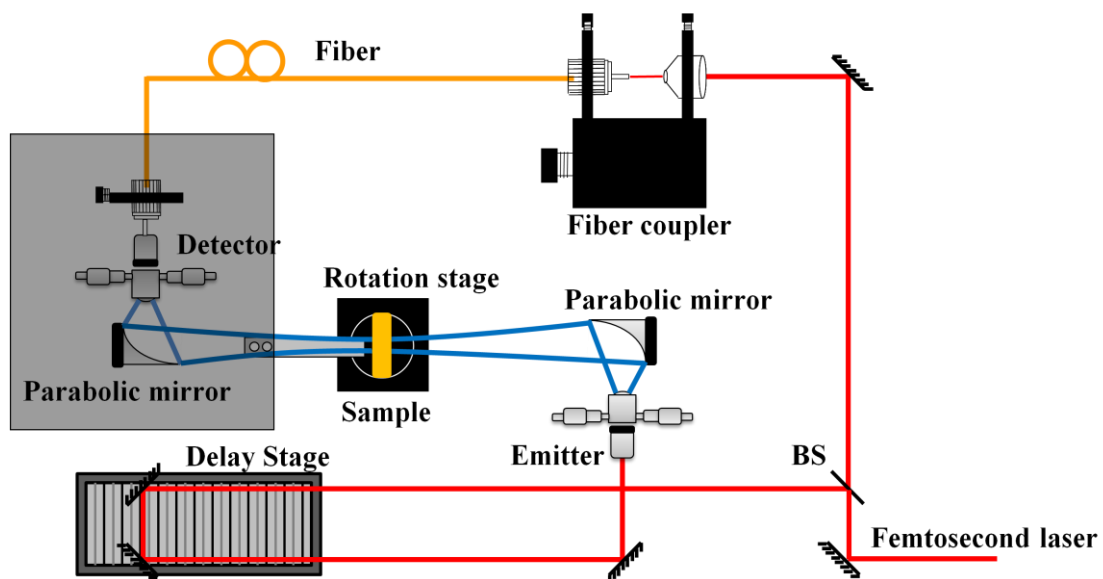 Fiber
Fiber coupler
Detector
Rotation stage
Parabolic mirror
Parabolic mirror
Sample
Delay Stage
Emitter
BS
Femtosecond laser